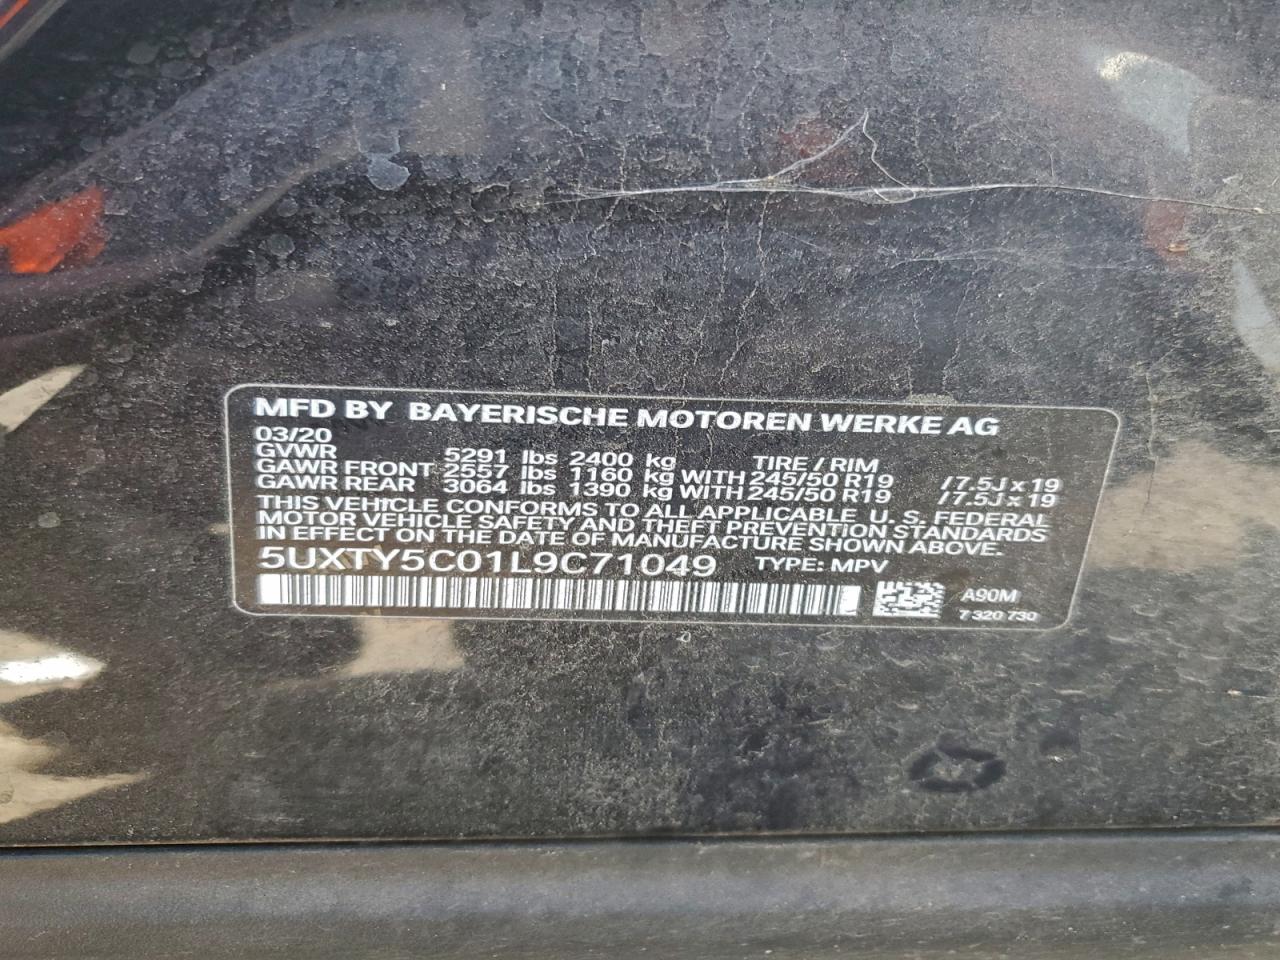 MFD BY BAYERISCHE MOTOREN WERKE AG
03/20
GVWR 5291 lbs 2400 kg TIRE / RIM
GAWR FRONT 2557 lbs 1160 kg WITH 245/50 R19 / 7.5J x 19
GAWR REAR 3064 lbs 1390 kg WITH 245/50 R19 / 7.5J x 19
THIS VEHICLE CONFORMS TO ALL APPLICABLE U. S. FEDERAL
MOTOR VEHICLE SAFETY AND THEFT PREVENTION STANDARDS
IN EFFECT ON THE DATE OF MANUFACTURE SHOWN ABOVE.
5UXTY5C01L9C71049 TYPE: MPV
A90M
7 320 730